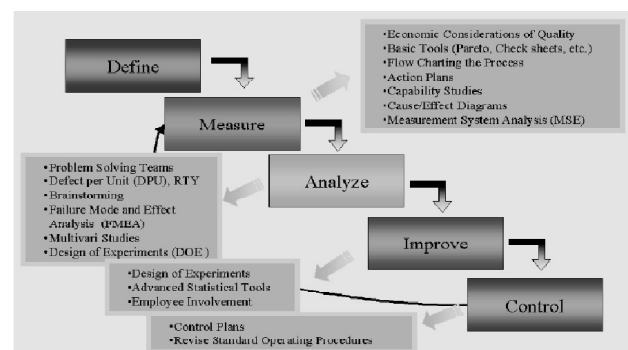 Define
•Economic Considerations of Quality
•Basic Tools (Pareto, Check sheets, etc.)
•Flow Charting the Process
•Action Plans
•Capability Studies
•Cause/Effect Diagrams
•Measurement System Analysis (MSE)
Measure
•Problem Solving Teams
•Defect per Unit (DPU), RTY
•Brainstorming
•Failure Mode and Effect
Analysis (FMEA)
•Multivari Studies
•Design of Experiments (DOE )
Analyze
Improve
•Design of Experiments
•Advanced Statistical Tools
•Employee Involvement
Control
•Control Plans
•Revise Standard Operating Procedures